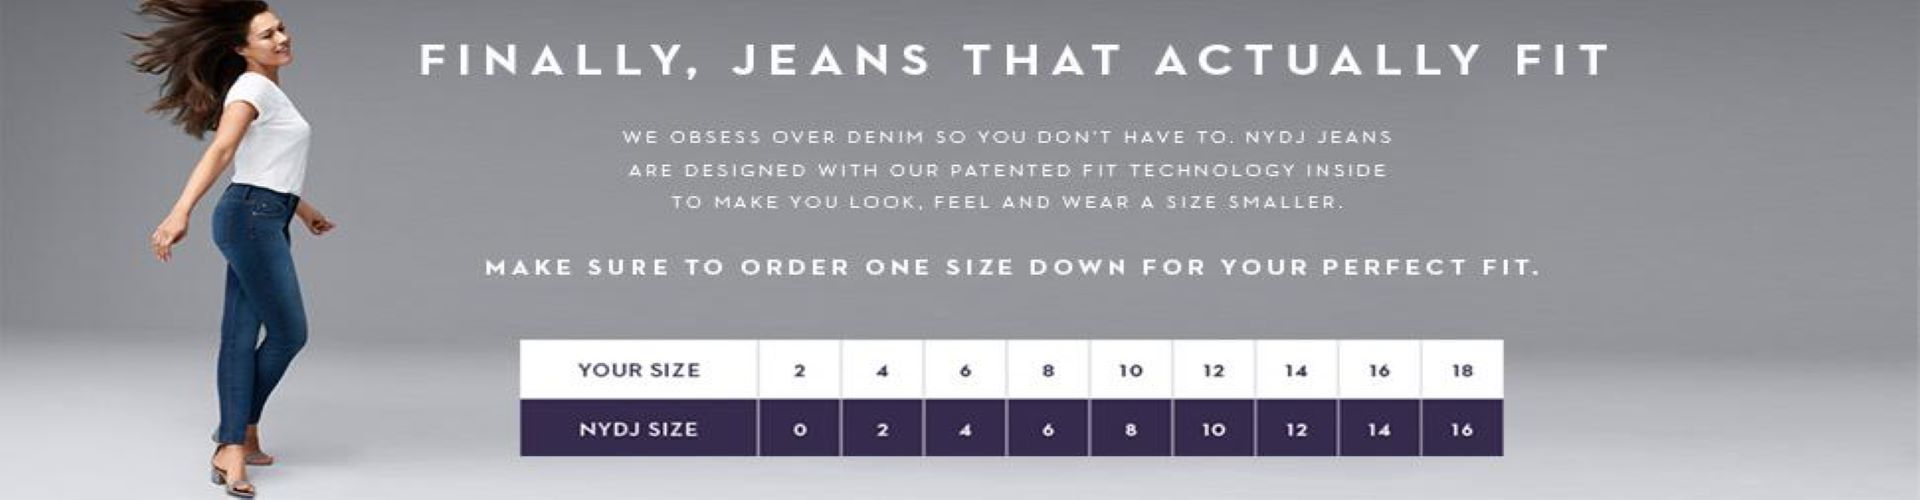 FINALLY, JEANS THAT ACTUALLY FIT
WE OBSESS OVER DENIM SO YOU DON'T HAVE TO. NYDJ JEANS
ARE DESIGNED WITH OUR PATENTED FIT TECHNOLOGY INSIDE
TO MAKE YOU LOOK, FEEL AND WEAR A SIZE SMALLER.
MAKE SURE TO ORDER ONE SIZE DOWN FOR YOUR PERFECT FIT.
YOUR SIZE 2 4 6 8 10 12 14 16 18
NYDJ SIZE 0 2 4 6 8 10 12 14 16